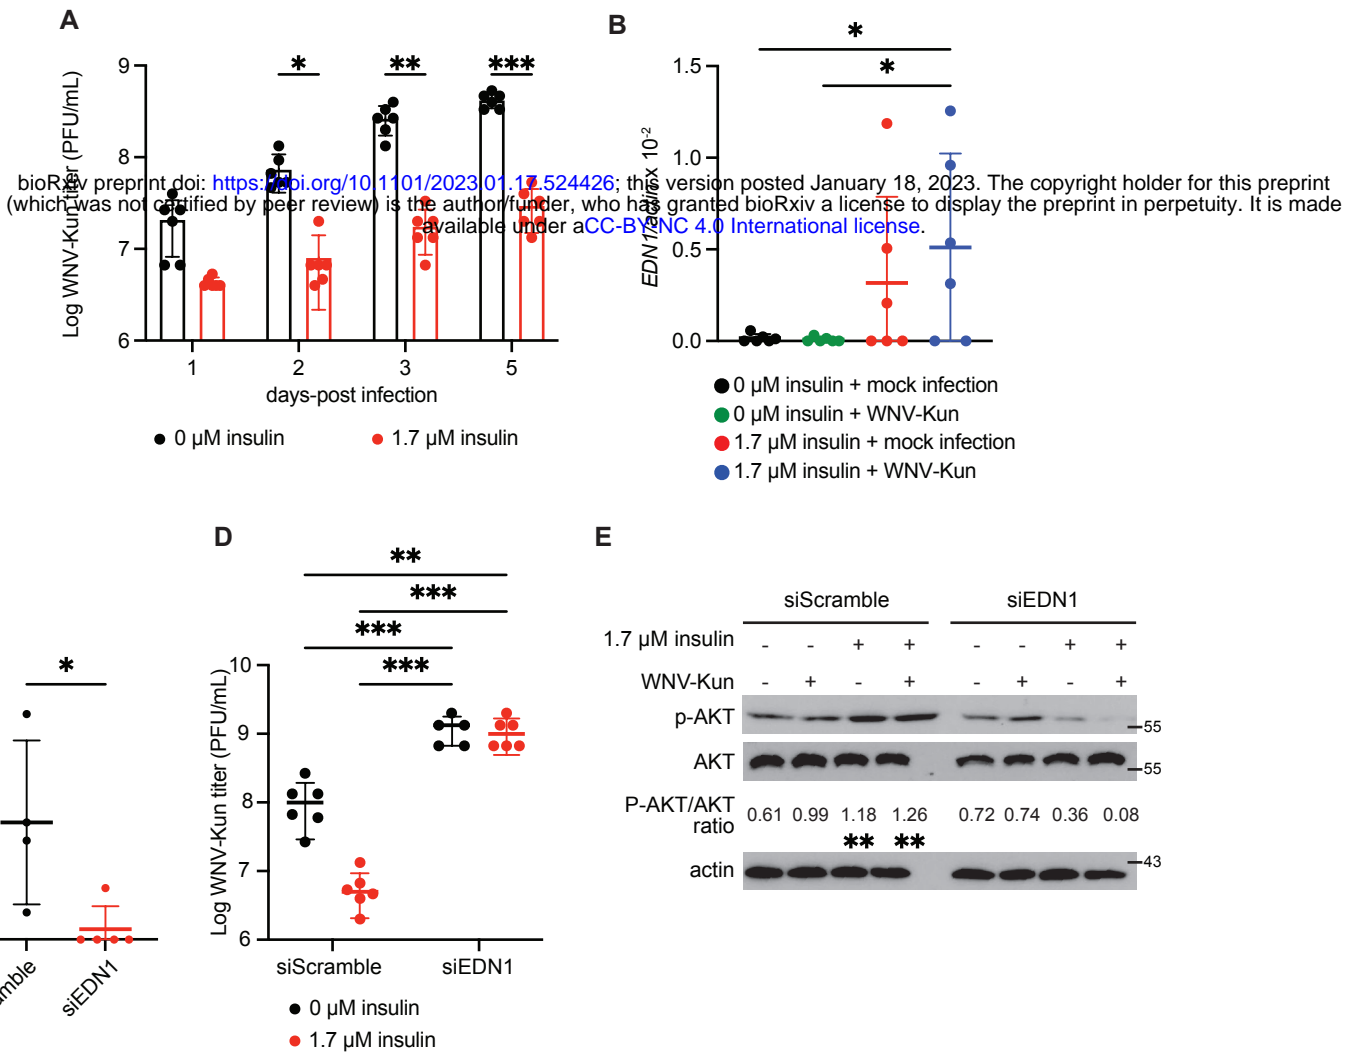 A
B
*
**
***
*
*
Log WNV-Kun titer (PFU/mL)
9
8
7
6
1
2
3
5
days-post infection
0 µM insulin
1.7 µM insulin
EDN1/actin x 10-2
1.5
1.0
0.5
0.0
0 µM insulin + mock infection
0 µM insulin + WNV-Kun
1.7 µM insulin + mock infection
1.7 µM insulin + WNV-Kun
bioRxiv preprint doi: https://doi.org/10.1101/2023.01.17.524426; this version posted January 18, 2023. The copyright holder for this preprint
(which was not certified by peer review) is the author/funder, who has granted bioRxiv a license to display the preprint in perpetuity. It is made
available under aCC-BY-NC 4.0 International license.
*
siEDN1
D
**
***
***
***
Log WNV-Kun titer (PFU/mL)
10
9
8
7
6
siScramble
siEDN1
0 µM insulin
1.7 µM insulin
E
siScramble siEDN1
1.7 µM insulin - - + + - - + +
WNV-Kun - + - + - + - +
p-AKT 55
AKT 55
P-AKT/AKT
ratio
0.61 0.99 1.18 1.26 0.72 0.74 0.36 0.08
** **
actin 43